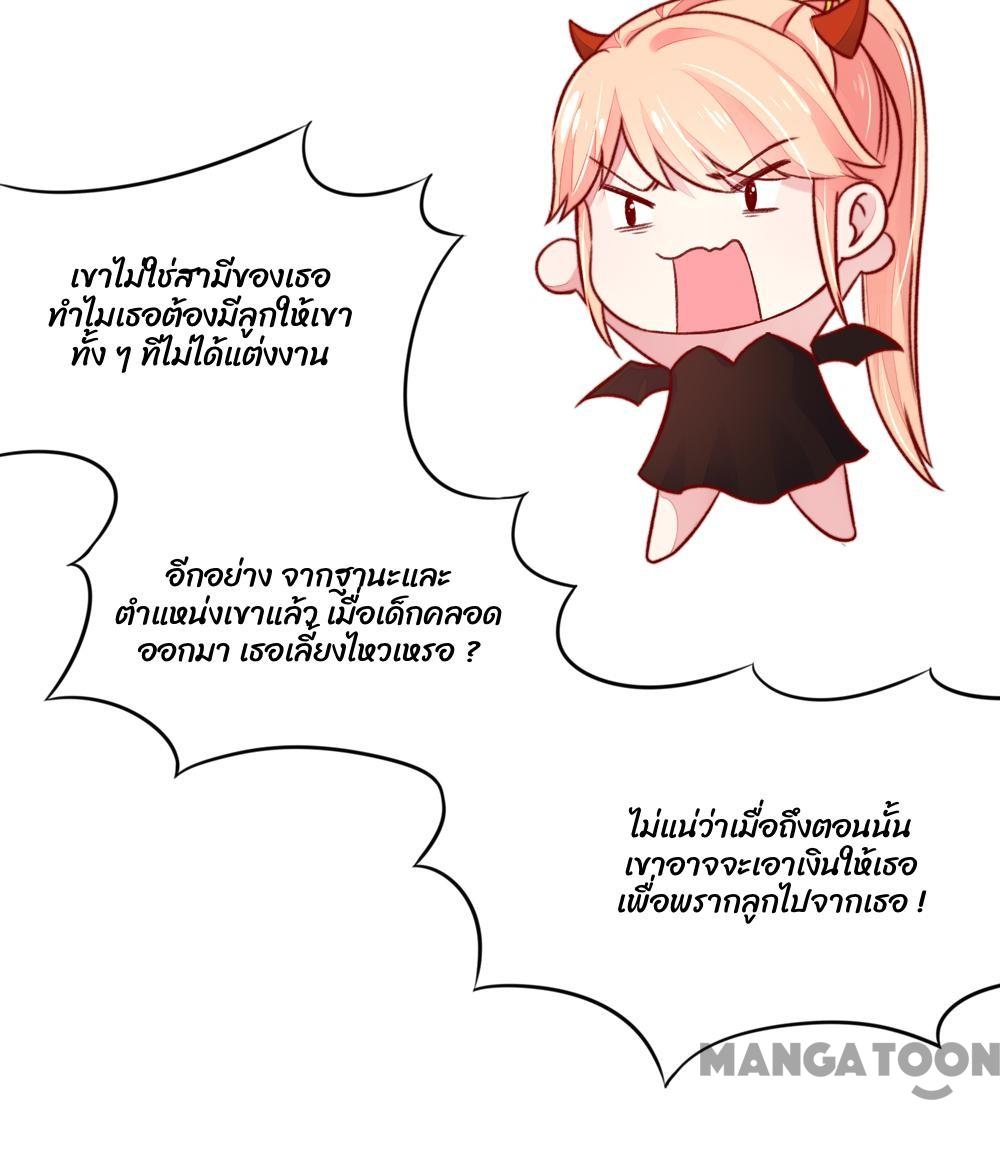 เขาไม่ใช่สามีของเธอ
ทำไมเธอต้องมีลูกให้เขา
ทั้ง ๆ ที่ไม่ได้แต่งงาน
อีกอย่าง จากฐานะและ
ตำแหน่งเขาแล้ว เมื่อเด็กคลอด
ออกมา เธอเลี้ยงไหวเหรอ ?
ไม่แน่ว่าเมื่อถึงตอนนั้น
เขาอาจจะเอาเงินให้เธอ
เพื่อพรากลูกไปจากเธอ !
MANGATOON